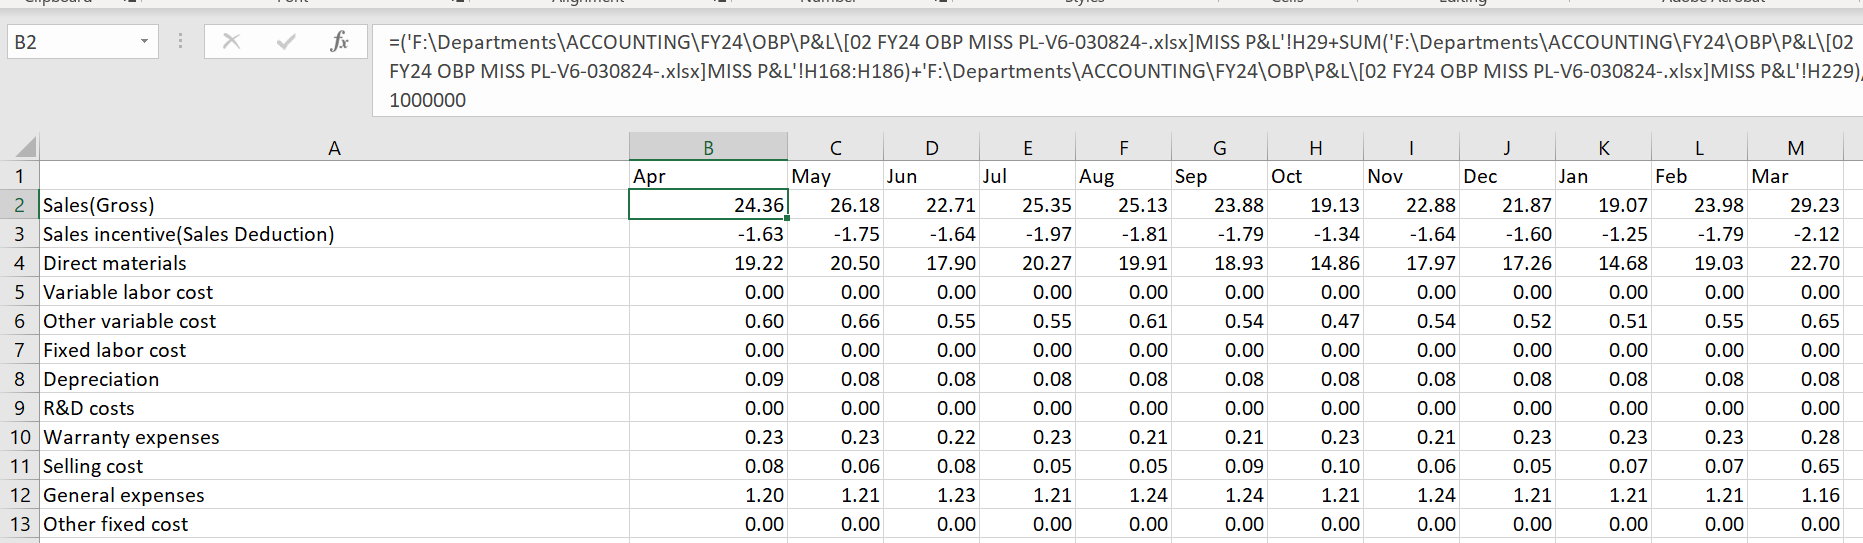 Clipboard Font Alignment Number Styles Cells Editing Adobe Acrobat
B2 fx =('F:\Departments\ACCOUNTING\FY24\OBP\P&L\[02 FY24 OBP MISS PL-V6-030824-.xlsx]MISS P&L'!H29+SUM('F:\Departments\ACCOUNTING\FY24\OBP\P&L\[02
FY24 OBP MISS PL-V6-030824-.xlsx]MISS P&L'!H168:H186)+'F:\Departments\ACCOUNTING\FY24\OBP\P&L\[02 FY24 OBP MISS PL-V6-030824-.xlsx]MISS P&L'!H229)/
1000000
A B C D E F G H I J K L M
1 Apr May Jun Jul Aug Sep Oct Nov Dec Jan Feb Mar
2 Sales(Gross) 24.36 26.18 22.71 25.35 25.13 23.88 19.13 22.88 21.87 19.07 23.98 29.23
3 Sales incentive(Sales Deduction) -1.63 -1.75 -1.64 -1.97 -1.81 -1.79 -1.34 -1.64 -1.60 -1.25 -1.79 -2.12
4 Direct materials 19.22 20.50 17.90 20.27 19.91 18.93 14.86 17.97 17.26 14.68 19.03 22.70
5 Variable labor cost 0.00 0.00 0.00 0.00 0.00 0.00 0.00 0.00 0.00 0.00 0.00 0.00
6 Other variable cost 0.60 0.66 0.55 0.55 0.61 0.54 0.47 0.54 0.52 0.51 0.55 0.65
7 Fixed labor cost 0.00 0.00 0.00 0.00 0.00 0.00 0.00 0.00 0.00 0.00 0.00 0.00
8 Depreciation 0.09 0.08 0.08 0.08 0.08 0.08 0.08 0.08 0.08 0.08 0.08 0.08
9 R&D costs 0.00 0.00 0.00 0.00 0.00 0.00 0.00 0.00 0.00 0.00 0.00 0.00
10 Warranty expenses 0.23 0.23 0.22 0.23 0.21 0.21 0.23 0.21 0.23 0.23 0.23 0.28
11 Selling cost 0.08 0.06 0.08 0.05 0.05 0.09 0.10 0.06 0.05 0.07 0.07 0.65
12 General expenses 1.20 1.21 1.23 1.21 1.24 1.24 1.21 1.24 1.21 1.21 1.21 1.16
13 Other fixed cost 0.00 0.00 0.00 0.00 0.00 0.00 0.00 0.00 0.00 0.00 0.00 0.00